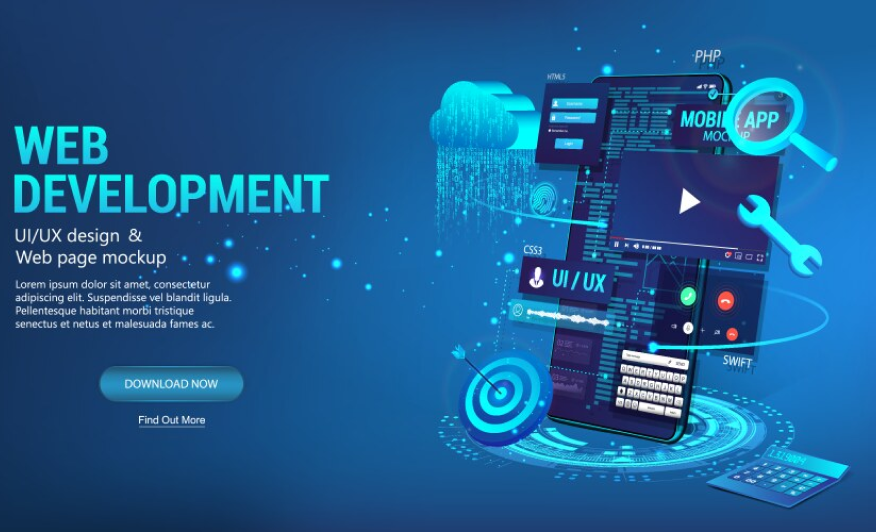 WEB
DEVELOPMENT
UI/UX design &
Web page mockup
Lorem ipsum dolor sit amet, consectetur
adipiscing elit. Suspendisse vel blandit ligula.
Pellentesque habitant morbi tristique
senectus et netus et malesuada fames ac.
DOWNLOAD NOW
Find Out More
PHP
HTML5
MOBILE APP
MOCKUP
CSS3
UI / UX
SWIFT